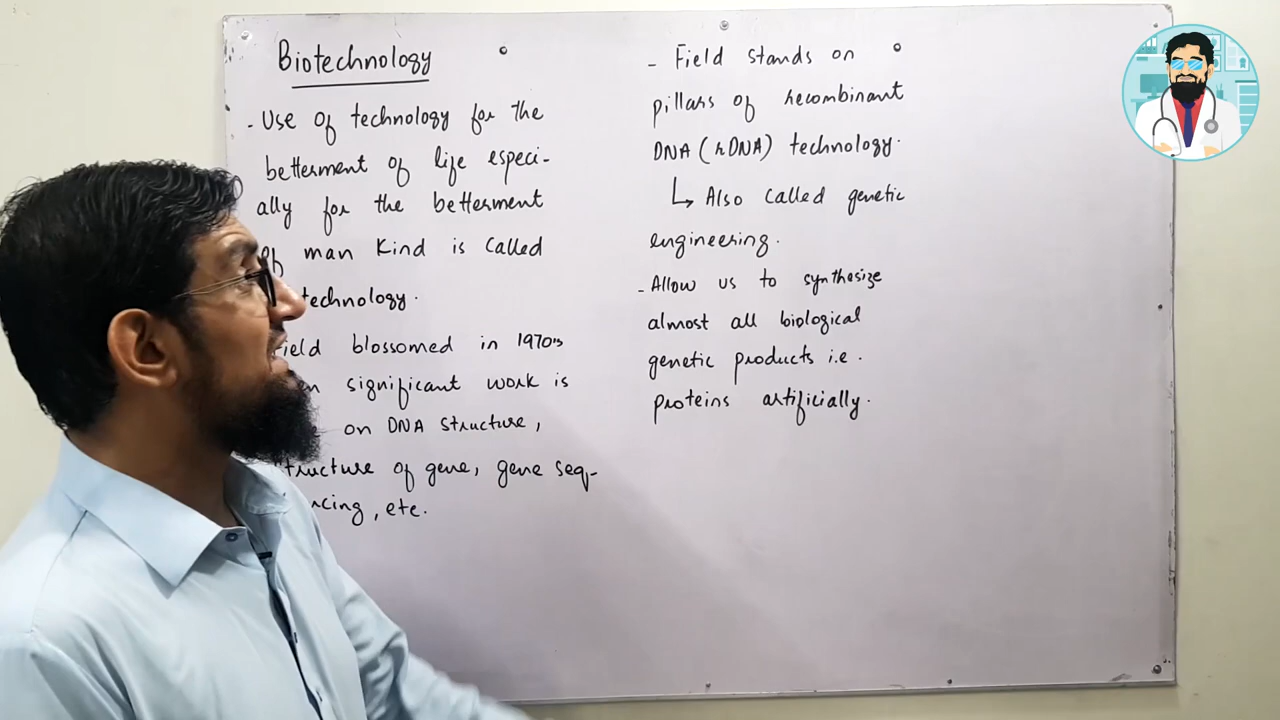 Biotechnology
- Use of technology for the
betterment of life especi-
ally for the betterment
of man kind is called
technology.
field blossomed in 1970's
significant work is
on DNA structure,
structure of gene, gene seq-
ncing, etc.
- Field stands on
pillars of recombinant
DNA (rDNA) technology.
↳ Also called genetic
engineering.
- Allow us to synthesize
almost all biological
genetic products i.e.
proteins artificially.